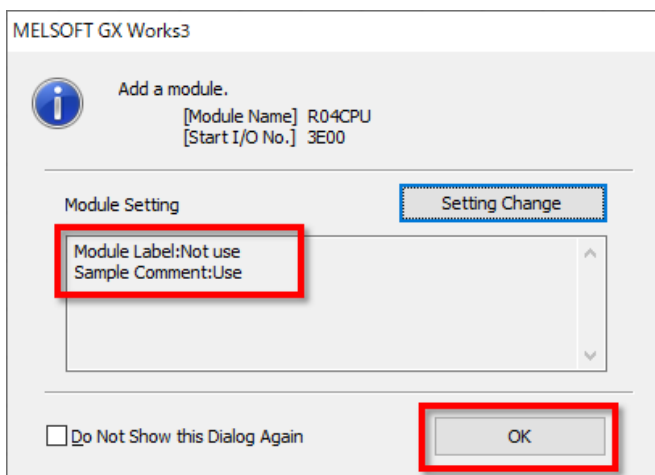 MELSOFT GX Works3
Add a module.
[Module Name] R04CPU
[Start I/O No.] 3E00
Module Setting
Setting Change
Module Label:Not use
Sample Comment:Use
Do Not Show this Dialog Again
OK